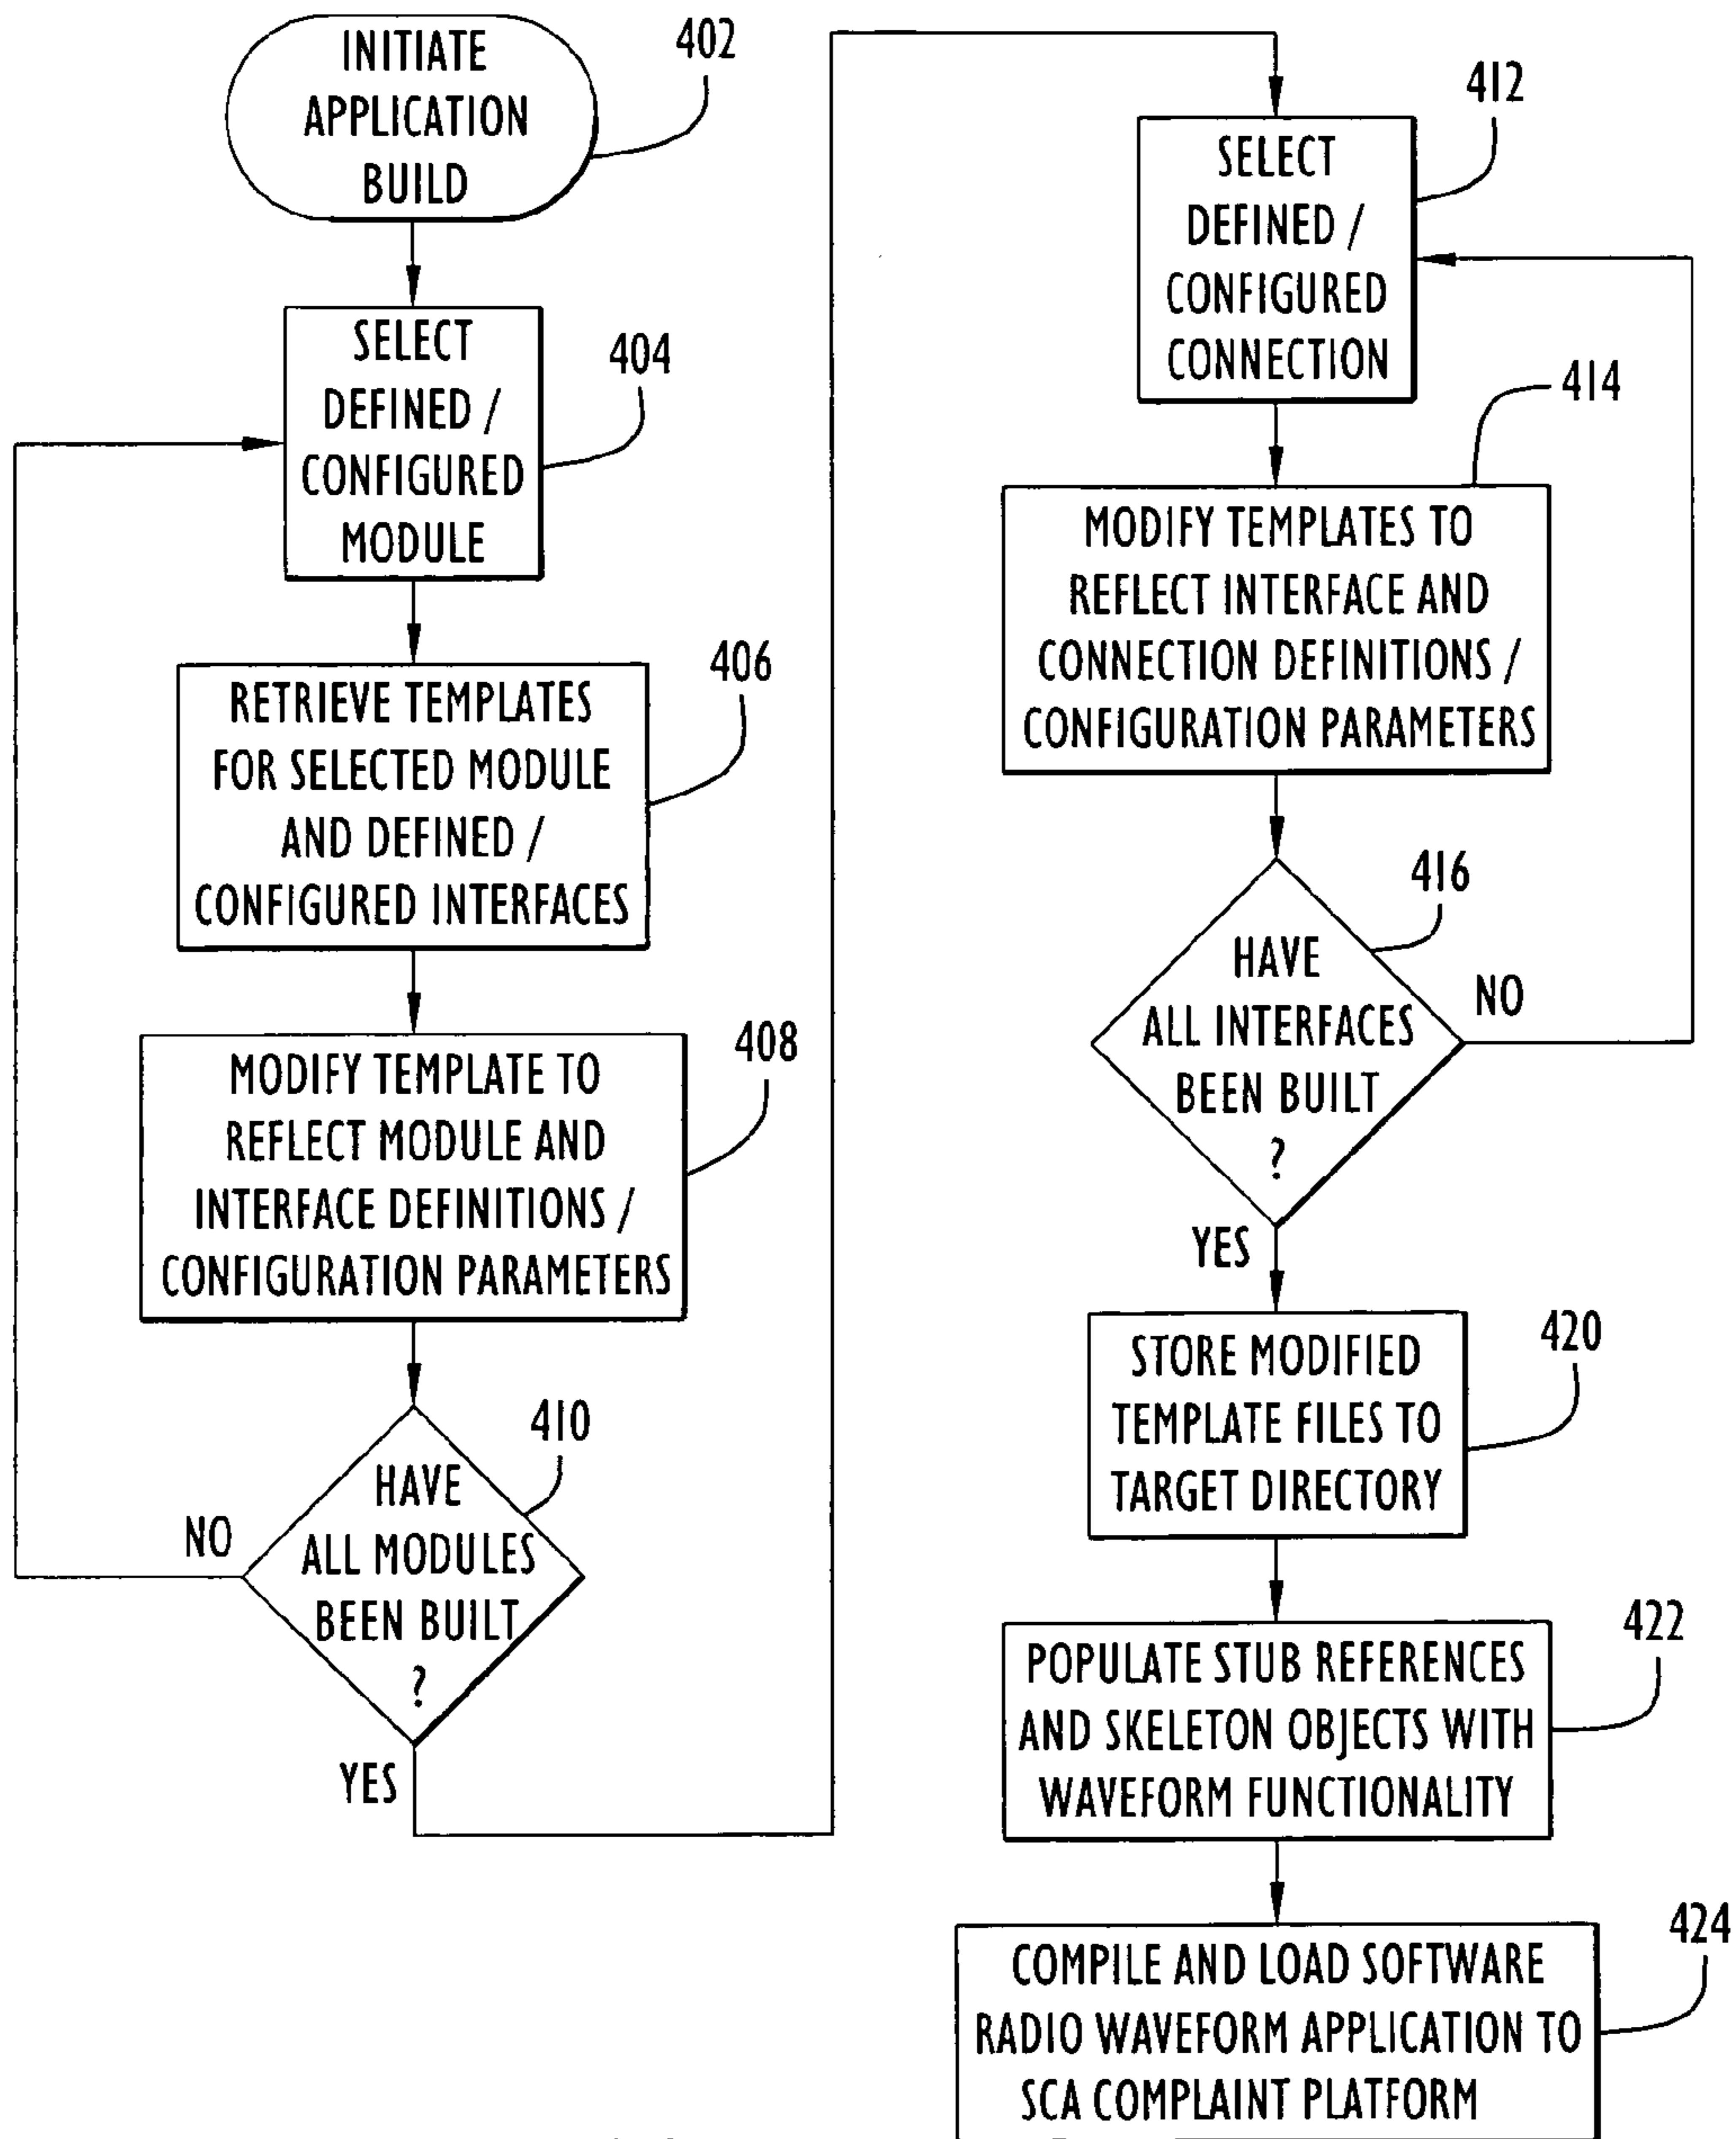 INITIATE
APPLICATION
BUILD
402
SELECT
DEFINED /
CONFIGURED
MODULE
404
RETRIEVE TEMPLATES
FOR SELECTED MODULE
AND DEFINED /
CONFIGURED INTERFACES
406
MODIFY TEMPLATE TO
REFLECT MODULE AND
INTERFACE DEFINITIONS /
CONFIGURATION PARAMETERS
408
HAVE
ALL MODULES
BEEN BUILT
?
410
NO
YES
SELECT
DEFINED /
CONFIGURED
CONNECTION
412
MODIFY TEMPLATES TO
REFLECT INTERFACE AND
CONNECTION DEFINITIONS /
CONFIGURATION PARAMETERS
414
HAVE
ALL INTERFACES
BEEN BUILT
?
416
NO
YES
STORE MODIFIED
TEMPLATE FILES TO
TARGET DIRECTORY
420
POPULATE STUB REFERENCES
AND SKELETON OBJECTS WITH
WAVEFORM FUNCTIONALITY
422
COMPILE AND LOAD SOFTWARE
RADIO WAVEFORM APPLICATION TO
SCA COMPLAINT PLATFORM
424